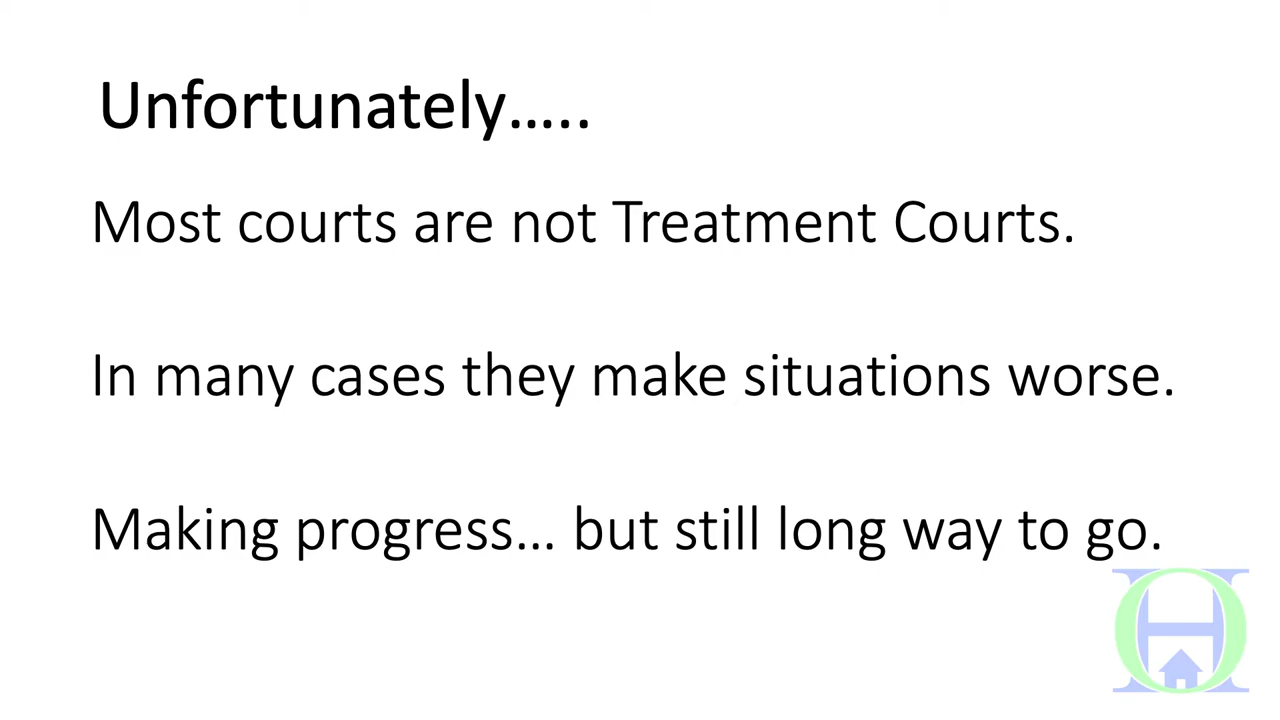 Unfortunately…..
Most courts are not Treatment Courts.
In many cases they make situations worse.
Making progress… but still long way to go.
OH